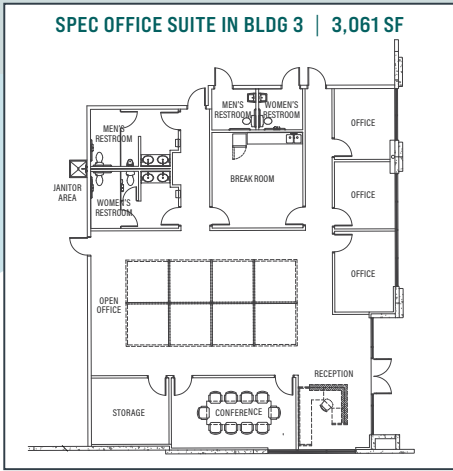 SPEC OFFICE SUITE IN BLDG 3 | 3,061 SF
MEN'S
RESTROOM
WOMEN'S
RESTROOM
MEN'S
RESTROOM
OFFICE
BREAK ROOM
JANITOR
AREA
OFFICE
WOMEN'S
RESTROOM
OFFICE
OPEN
OFFICE
RECEPTION
STORAGE
CONFERENCE